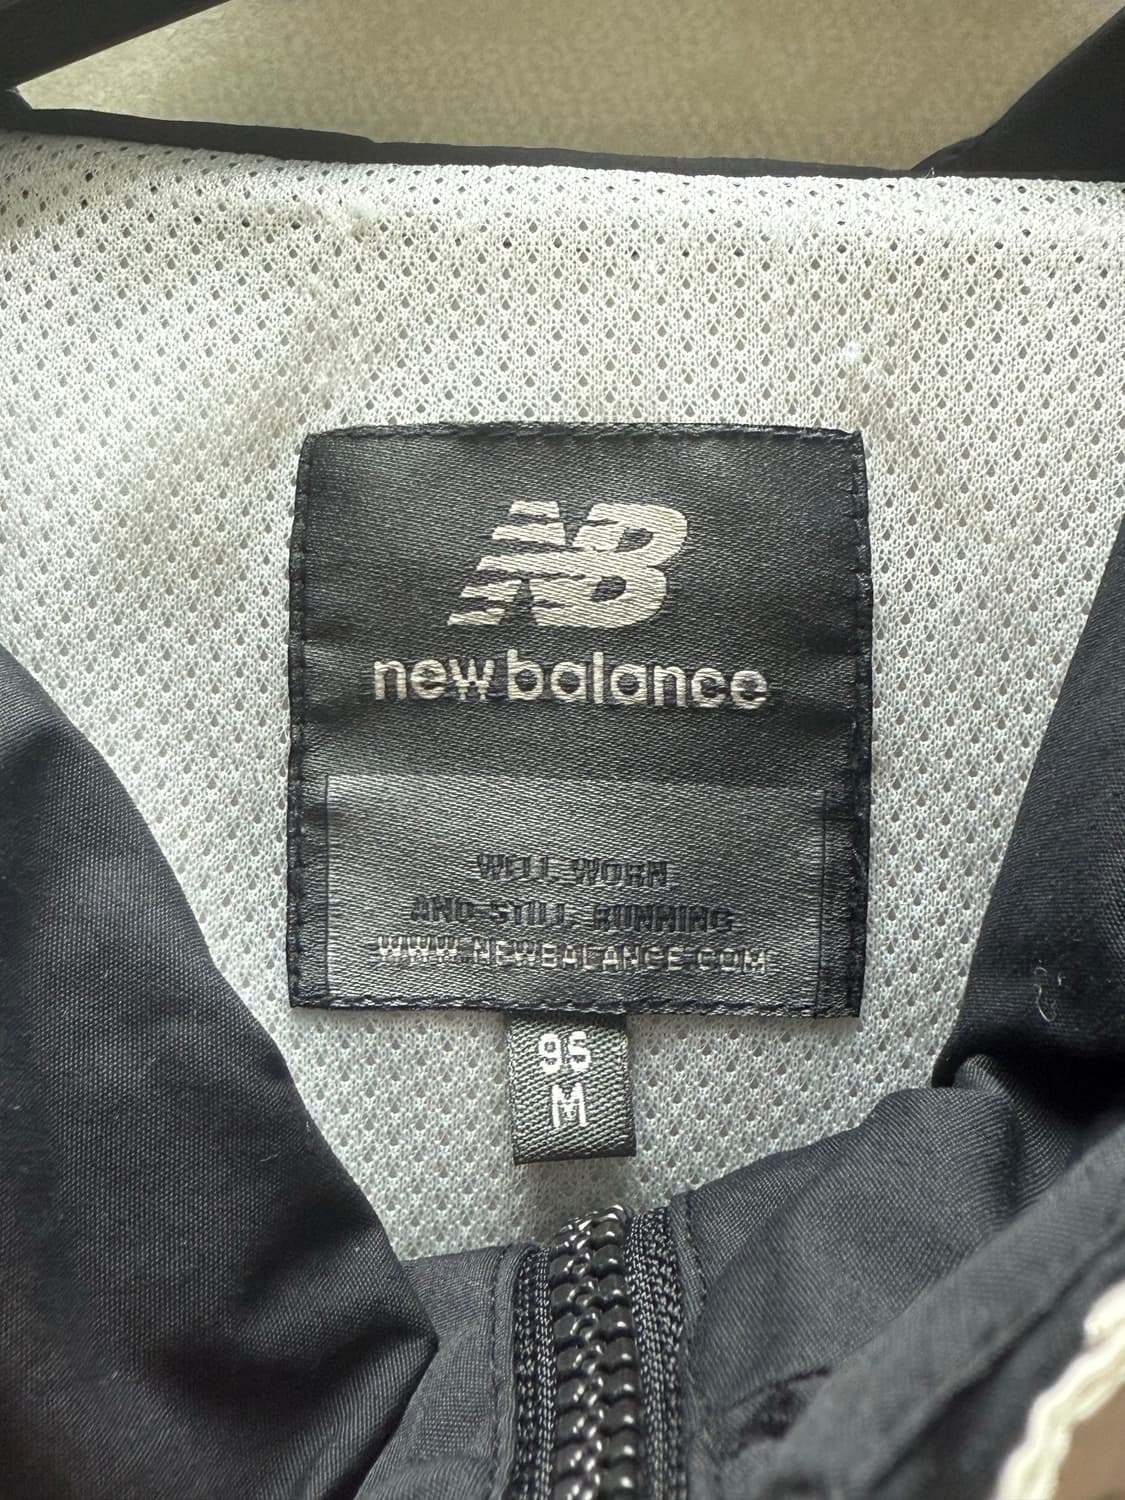 NB
new balance
WELL WORN
AND STILL RUNNING
WWW.NEWBALANCE.COM
95
M